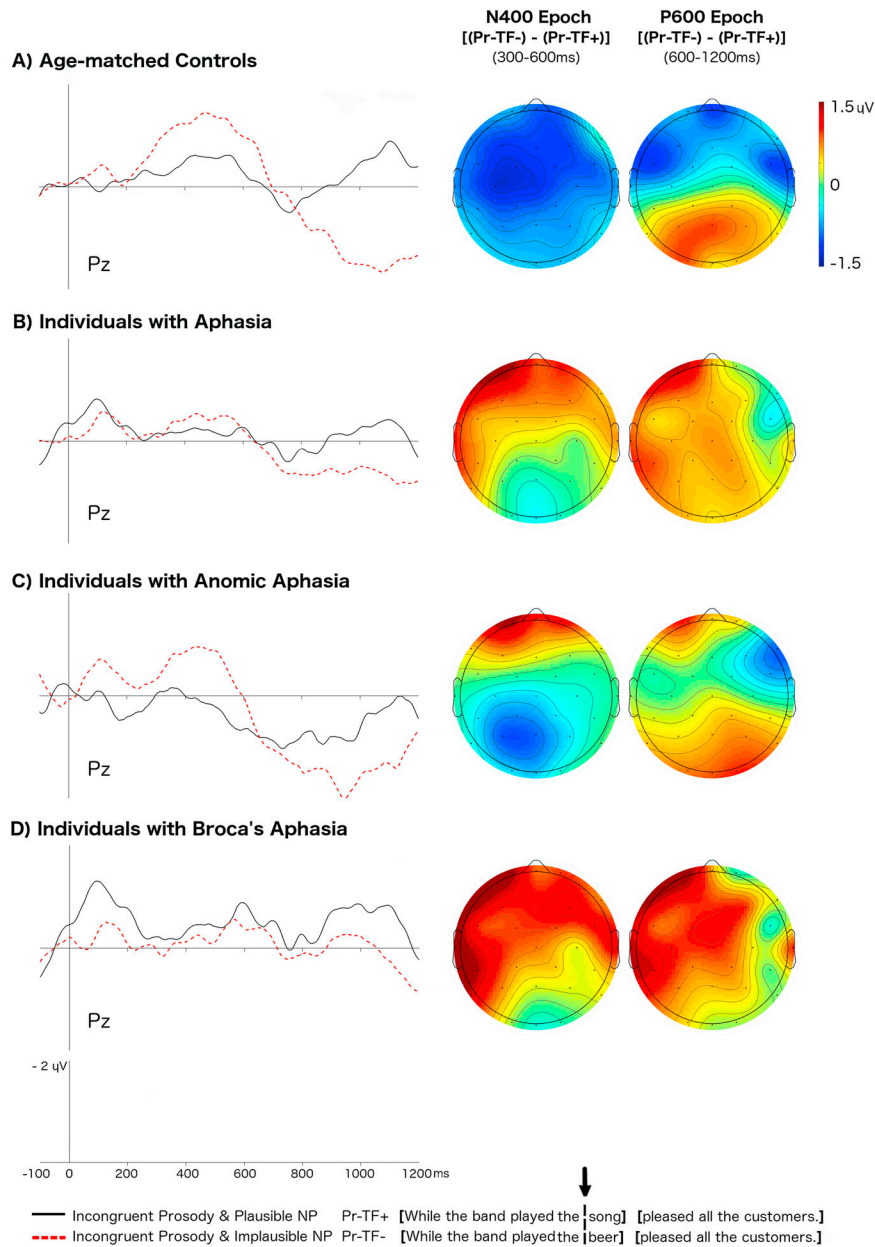 N400 Epoch
[(Pr-TF-) - (Pr-TF+)]
(300-600ms)
P600 Epoch
[(Pr-TF-) - (Pr-TF+)]
(600-1200ms)
A) Age-matched Controls
Pz
1.5 uV
0
-1.5
B) Individuals with Aphasia
Pz
C) Individuals with Anomic Aphasia
Pz
D) Individuals with Broca's Aphasia
Pz
- 2 uV
-100 0 200 400 600 800 1000 1200 ms
Incongruent Prosody & Plausible NP Pr-TF+ [While the band played the song] [pleased all the customers.]
Incongruent Prosody & Implausible NP Pr-TF- [While the band played the beer] [pleased all the customers.]